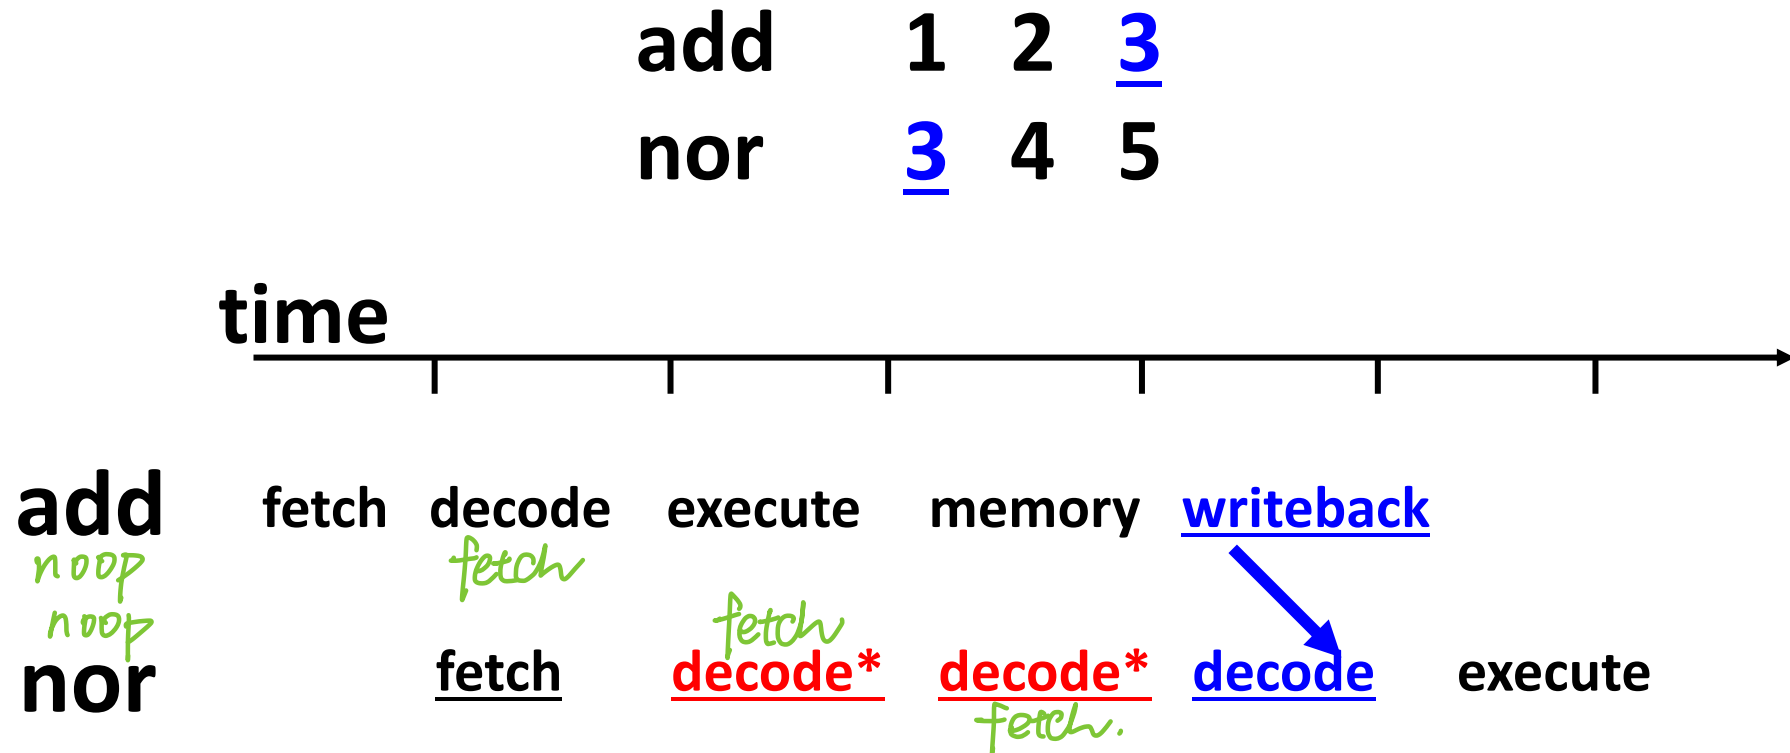 add 1 2 3
nor 3 4 5
time
add fetch decode execute memory writeback
noop fetch
noop fetch
nor fetch decode* decode* decode execute
fetch.